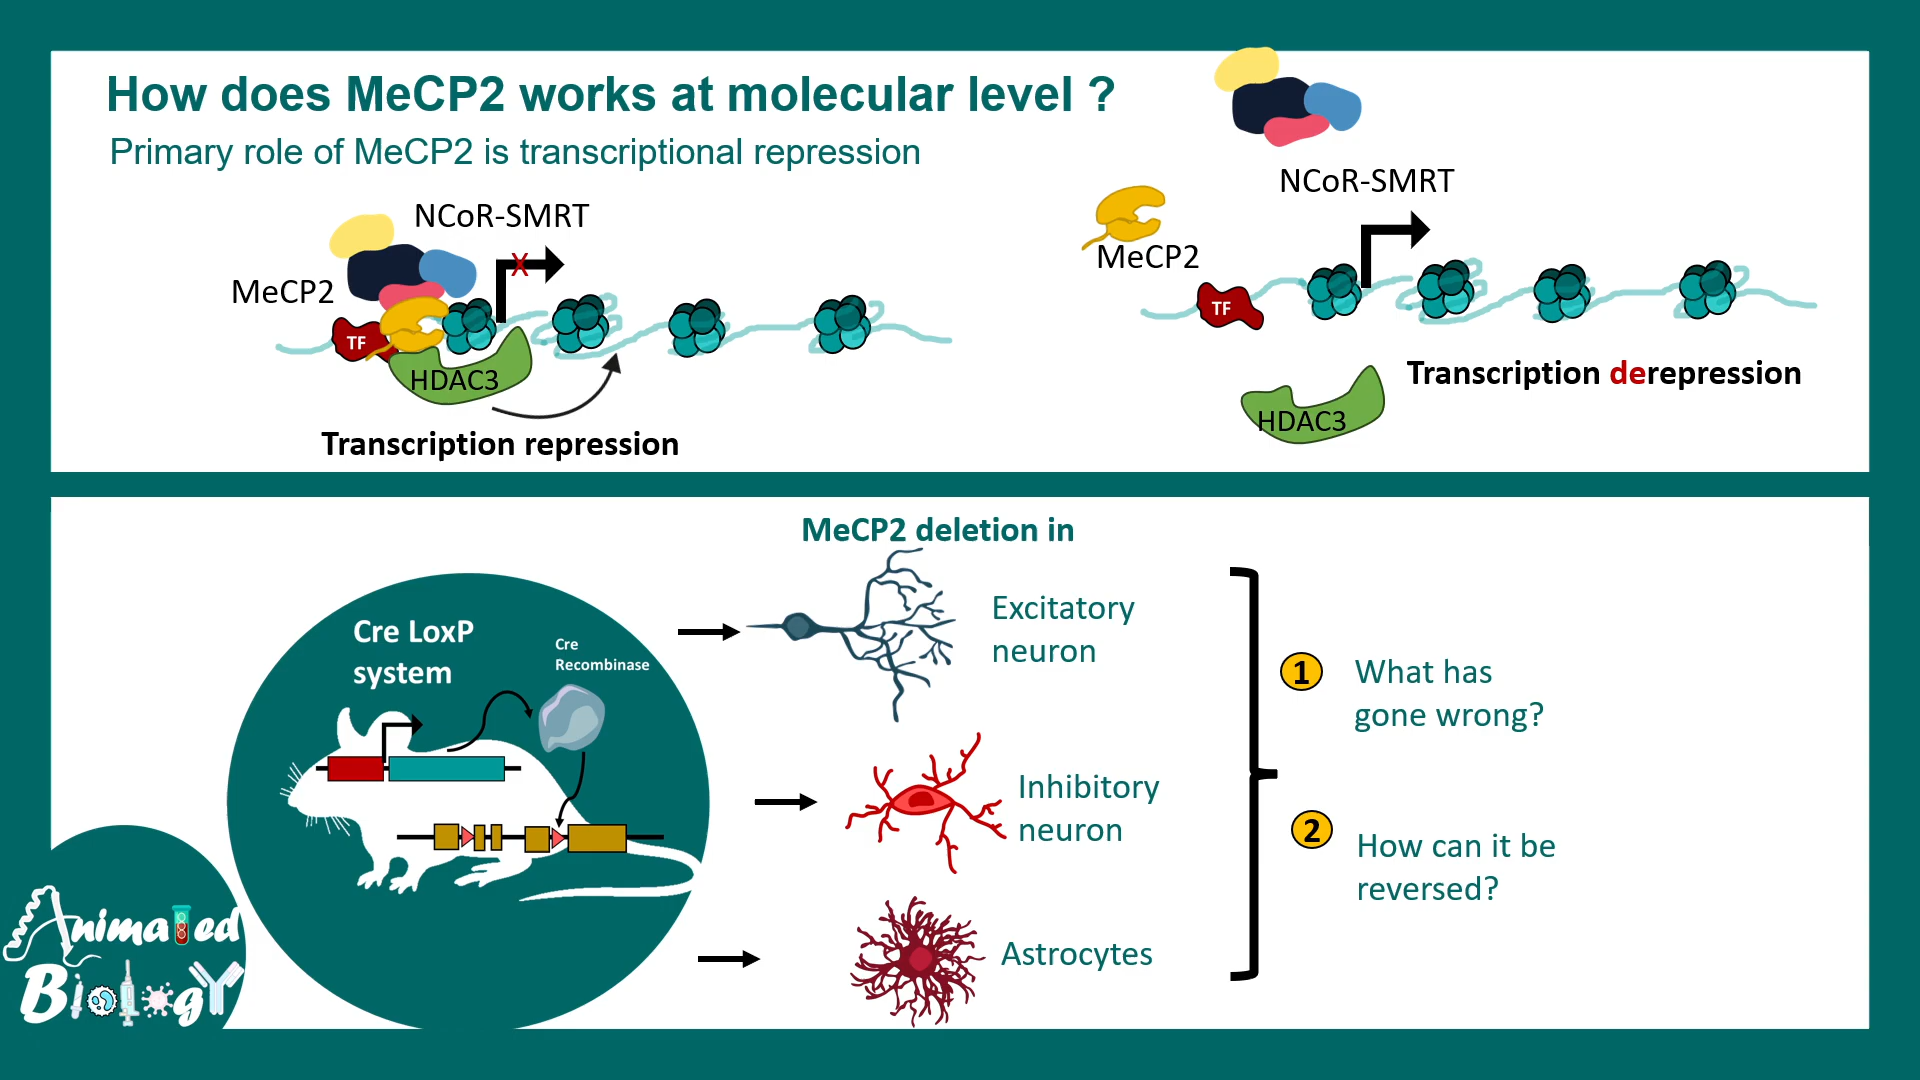 How does MeCP2 works at molecular level ?
Primary role of MeCP2 is transcriptional repression
NCoR-SMRT
MeCP2
X
TF
HDAC3
Transcription repression
NCoR-SMRT
MeCP2
TF
HDAC3
Transcription derepression
MeCP2 deletion in
Cre LoxP
system
Cre
Recombinase
Excitatory
neuron
Inhibitory
neuron
Astrocytes
1
What has
gone wrong?
2
How can it be
reversed?
Animated
Biology